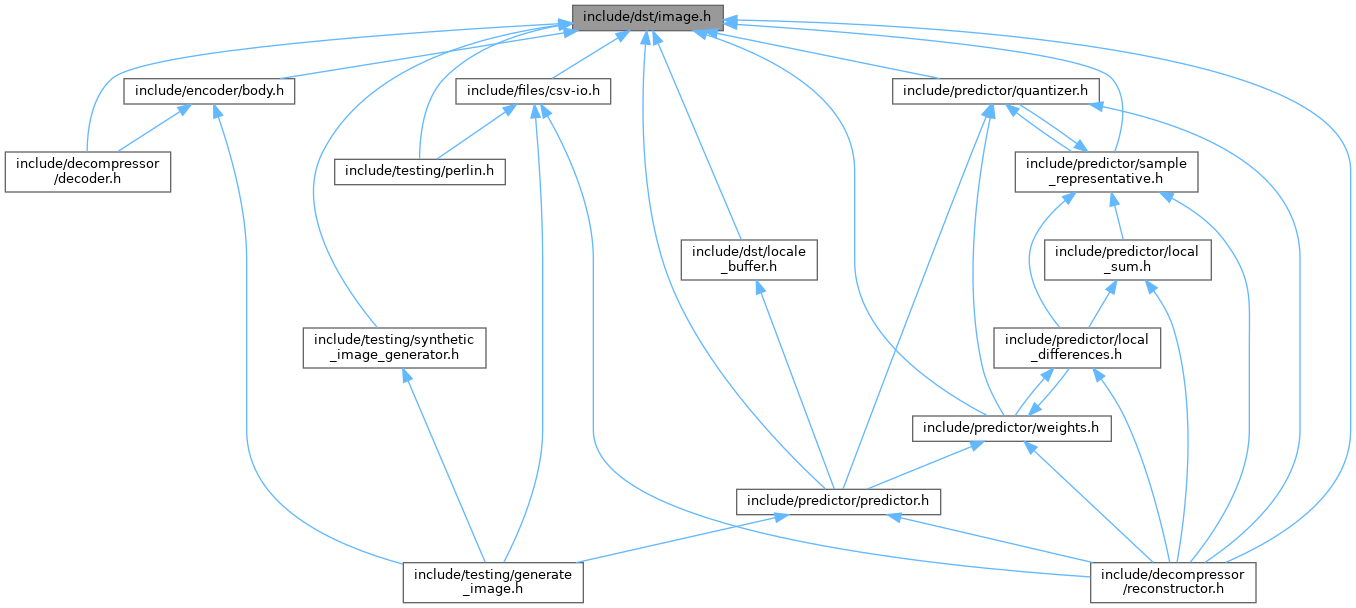 include/dst/image.h
include/encoder/body.h
include/files/csv-io.h
include/predictor/quantizer.h
include/decompressor
/decoder.h
include/testing/perlin.h
include/predictor/sample
_representative.h
include/dst/locale
_buffer.h
include/predictor/local
_sum.h
include/testing/synthetic
_image_generator.h
include/predictor/local
_differences.h
include/predictor/weights.h
include/predictor/predictor.h
include/testing/generate
_image.h
include/decompressor
/reconstructor.h